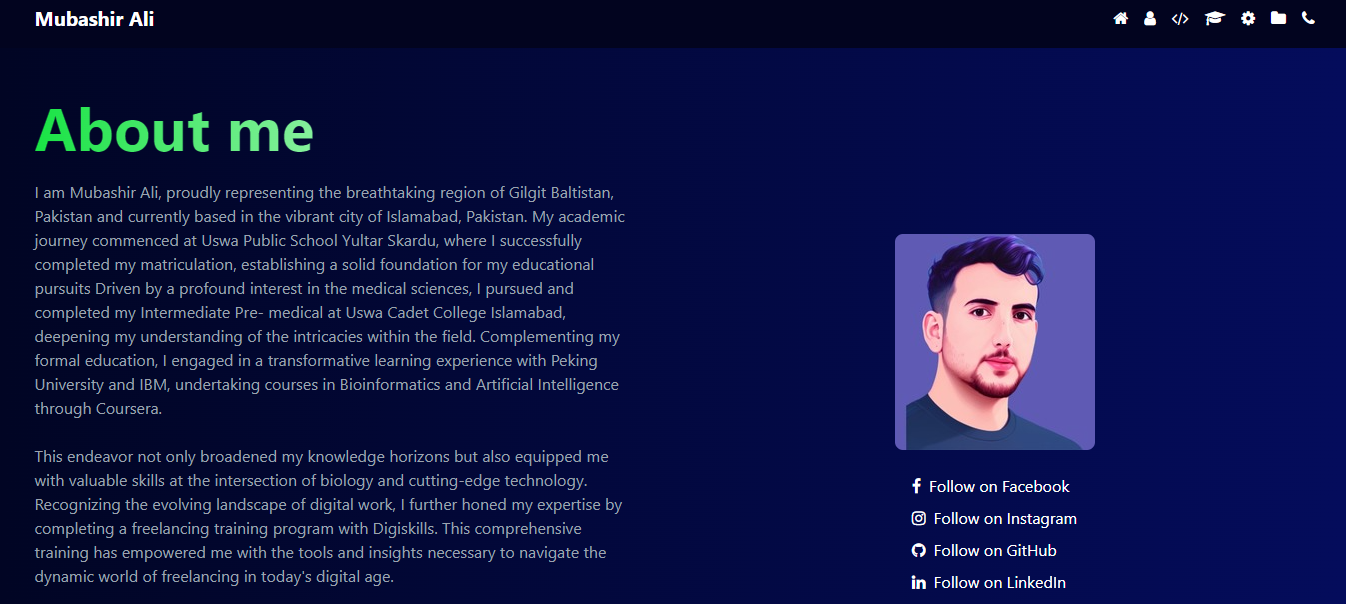 Mubashir Ali
About me
I am Mubashir Ali, proudly representing the breathtaking region of Gilgit Baltistan,
Pakistan and currently based in the vibrant city of Islamabad, Pakistan. My academic
journey commenced at Uswa Public School Yultar Skardu, where I successfully
completed my matriculation, establishing a solid foundation for my educational
pursuits Driven by a profound interest in the medical sciences, I pursued and
completed my Intermediate Pre- medical at Uswa Cadet College Islamabad,
deepening my understanding of the intricacies within the field. Complementing my
formal education, I engaged in a transformative learning experience with Peking
University and IBM, undertaking courses in Bioinformatics and Artificial Intelligence
through Coursera.
This endeavor not only broadened my knowledge horizons but also equipped me
with valuable skills at the intersection of biology and cutting-edge technology.
Recognizing the evolving landscape of digital work, I further honed my expertise by
completing a freelancing training program with Digiskills. This comprehensive
training has empowered me with the tools and insights necessary to navigate the
dynamic world of freelancing in today's digital age.
Follow on Facebook
Follow on Instagram
Follow on GitHub
Follow on LinkedIn